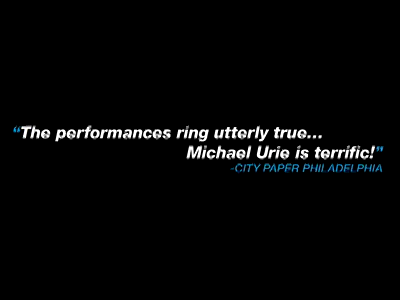 “The performances ring utterly true...
Michael Urie is terrific!”
-CITY PAPER PHILADELPHIA